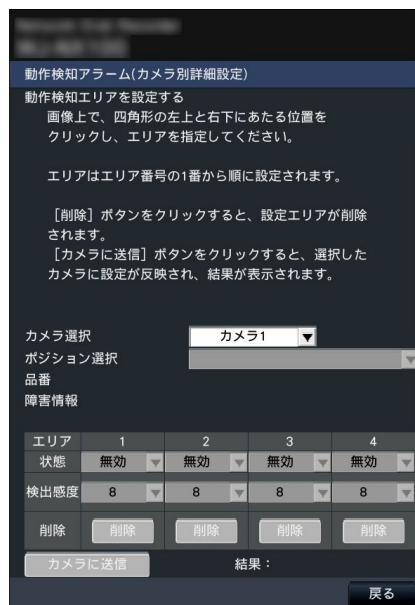 動作検知アラーム(カメラ別詳細設定)
動作検知エリアを設定する
画像上で、四角形の左上と右下にあたる位置を
クリックし、エリアを指定してください。
エリアはエリア番号の1番から順に設定されます。
［削除］ボタンをクリックすると、設定エリアが削除
されます。
［カメラに送信］ボタンをクリックすると、選択した
カメラに設定が反映され、結果が表示されます。
カメラ選択 カメラ1
ポジション選択
品番
障害情報
エリア 1 2 3 4
状態 無効 無効 無効 無効
検出感度 8 8 8 8
削除 削除 削除 削除 削除
カメラに送信 結果：
戻る